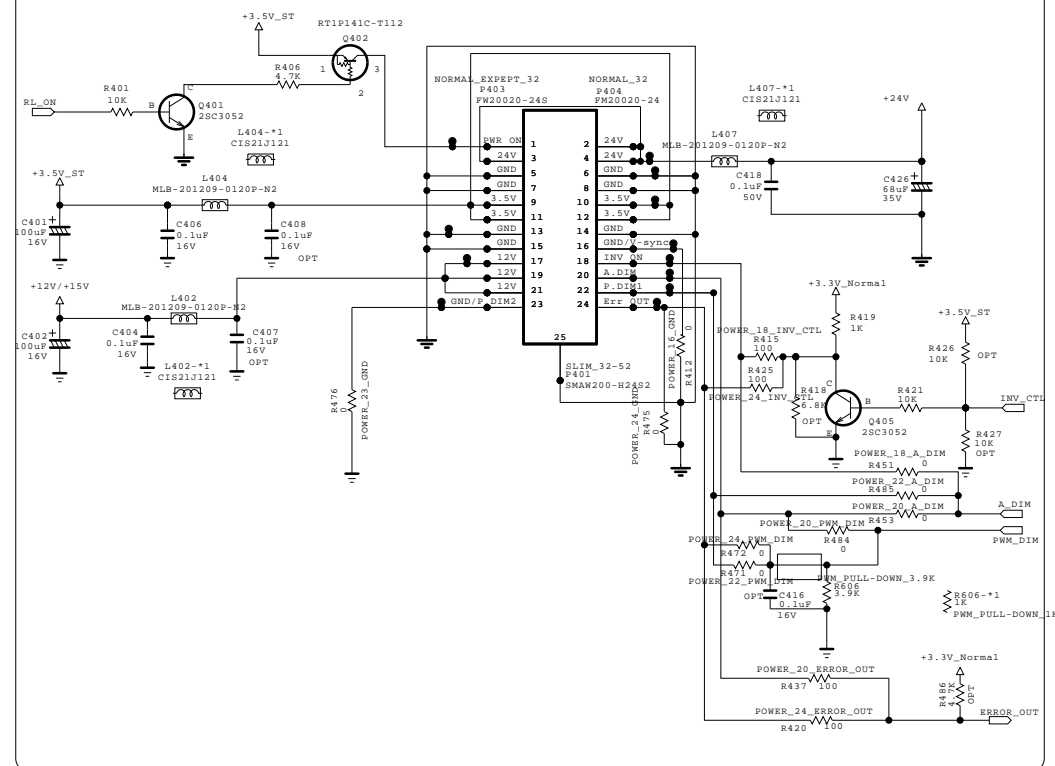 +3.5V_ST
RT1P141C-T112
Q402
1
3
2
R406
4.7K
RL_ON
R401
10K
B
C
E
Q401
2SC3052
L404-*1
CIS21J121
+3.5V_ST
L404
MLB-201209-0120P-N2
C401
100uF
16V
C406
0.1uF
16V
C408
0.1uF
16V
OPT
+12V/+15V
L402
MLB-201209-0120P-N2
C402
100uF
16V
C404
0.1uF
16V
C407
0.1uF
16V
OPT
L402-*1
CIS21J121
NORMAL_EXPEPT_32
P403
FW20020-24S
NORMAL_32
P404
FM20020-24
PWR ON 1
24V 3
GND 5
GND 7
3.5V 9
3.5V 11
GND 13
GND 15
12V 17
12V 19
12V 21
GND/P.DIM2 23
2 24V
4 24V
6 GND
8 GND
10 3.5V
12 3.5V
14 GND
16 GND/V-sync
18 INV_ON
20 A.DIM
22 P.DIM1
24 Err OUT
25
SLIM_32-52
P401
SMAW200-H24S2
R476
0
POWER_23_GND
POWER_24_GND
R475
0
POWER_16_GND
R412
0
L407-*1
CIS21J121
L407
MLB-201209-0120P-N2
+24V
C418
0.1uF
50V
C426
68uF
35V
+3.3V_Normal
R419
1K
+3.5V_ST
R426
10K
OPT
POWER_18_INV_CTL
R415
100
R425
100
POWER_24_INV_CTL
R418
6.8K
OPT
C
B
E
Q405
2SC3052
R421
10K
INV_CTL
R427
10K
OPT
POWER_18_A_DIM
R451
0
POWER_22_A_DIM
R485
0
POWER_20_A_DIM
R453
0
A_DIM
POWER_20_PWM_DIM
R484
0
PWM_DIM
POWER_24_PWM_DIM
R472
0
R471
0
POWER_22_PWM_DIM
OPT
C416
0.1uF
16V
PWM_PULL-DOWN_3.9K
R606
3.9K
R606-*1
1K
PWM_PULL-DOWN_1K
+3.3V_Normal
R486
4.7K
OPT
POWER_20_ERROR_OUT
R437
100
POWER_24_ERROR_OUT
R420
100
ERROR_OUT